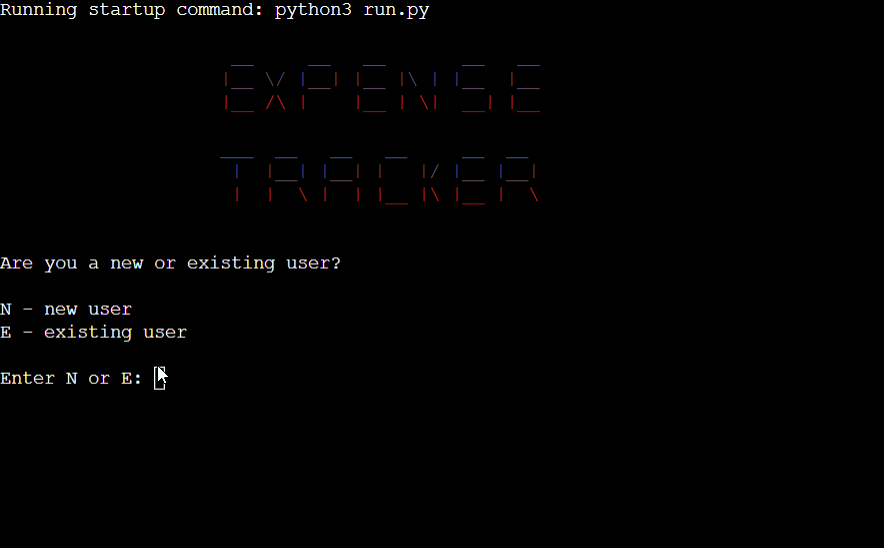 Running startup command: python3 run.py
EXPENSE
TRACKER
Are you a new or existing user?
N - new user
E - existing user
Enter N or E: